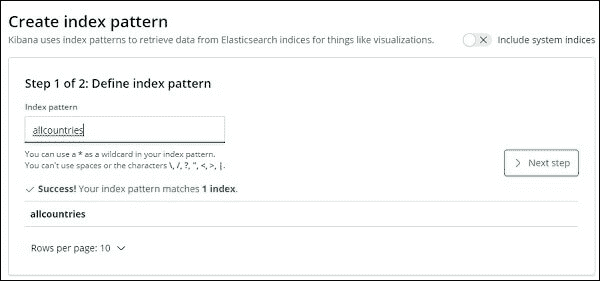 Create index pattern
Kibana uses index patterns to retrieve data from Elasticsearch indices for things like visualizations.
Include system indices
Step 1 of 2: Define index pattern
Index pattern
allcountries
You can use a * as a wildcard in your index pattern.
You can't use spaces or the characters \, /, ?, ", <, >, |.
Next step
Success! Your index pattern matches 1 index.
allcountries
Rows per page: 10